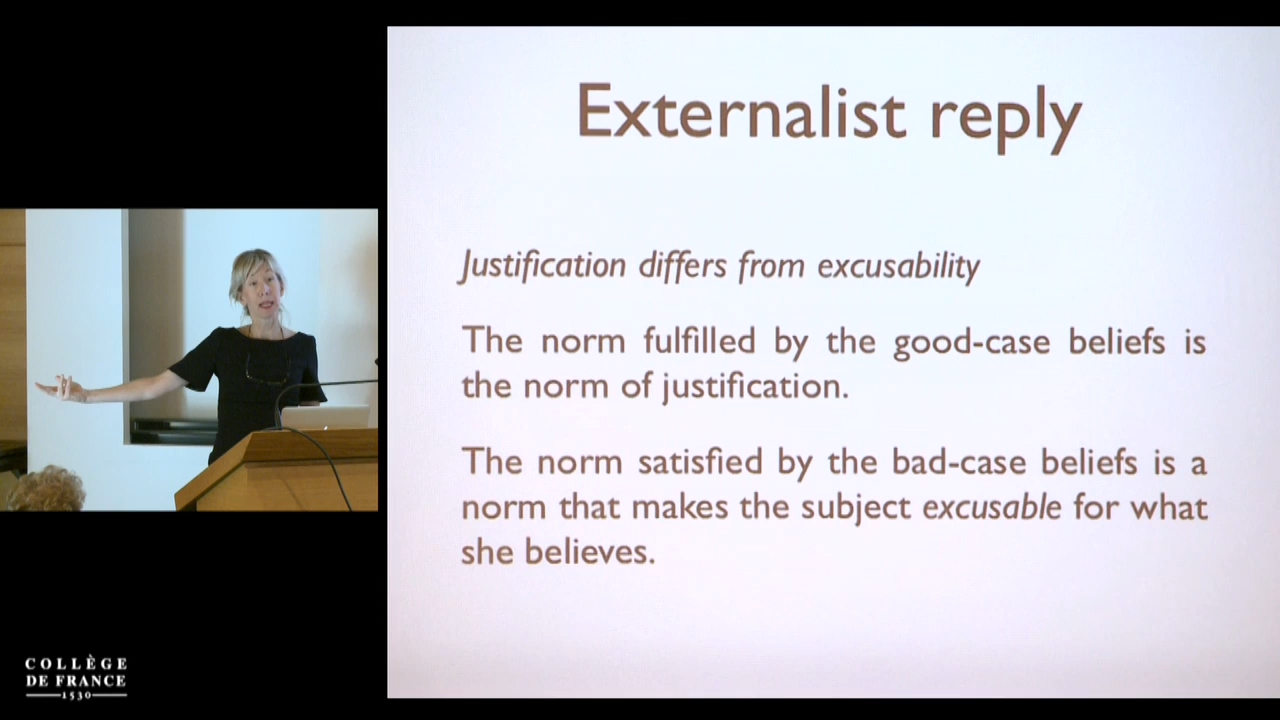 Externalist reply
Justification differs from excusability
The norm fulfilled by the good-case beliefs is
the norm of justification.
The norm satisfied by the bad-case beliefs is a
norm that makes the subject excusable for what
she believes.
COLLÈGE
DE FRANCE
1530